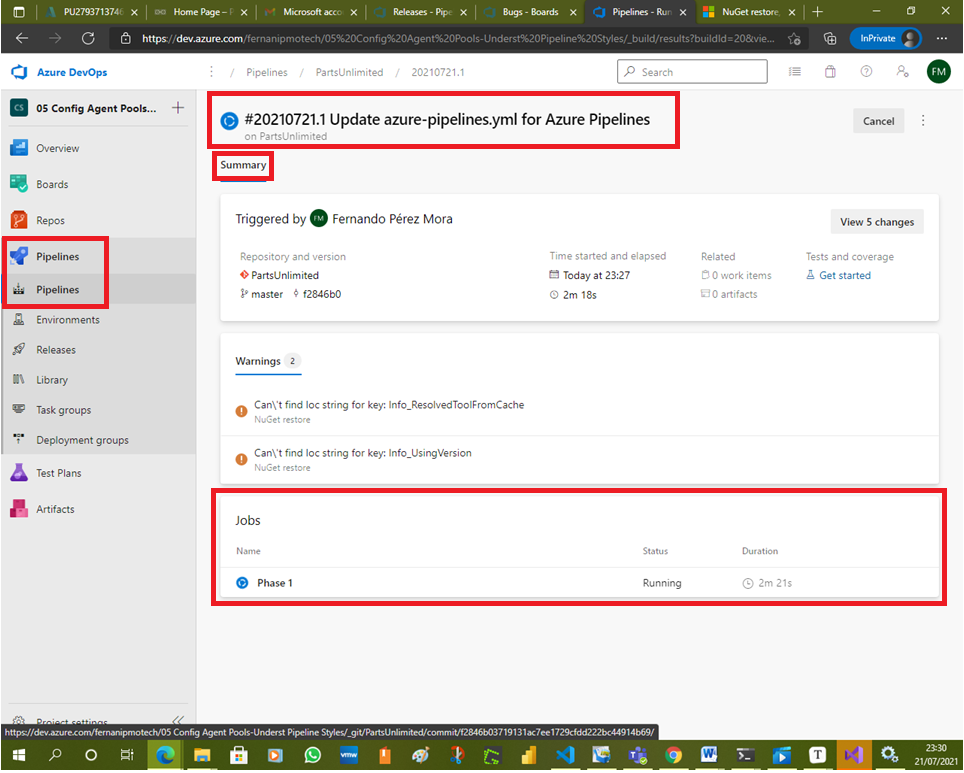 PU2793713746
Home Page - P
Microsoft acco
Releases - Pipe
Bugs - Boards
Pipelines - Run
NuGet restore,
https://dev.azure.com/fernanipmotech/05%20Config%20Agent%20Pools-Underst%20Pipeline%20Styles/_build/results?buildId=20&vie...
InPrivate
Azure DevOps
/ Pipelines / PartsUnlimited / 20210721.1
Search
FM
CS 05 Config Agent Pools...
Overview
Boards
Repos
Pipelines
Pipelines
Environments
Releases
Library
Task groups
Deployment groups
Test Plans
Artifacts
Project settings
#20210721.1 Update azure-pipelines.yml for Azure Pipelines
on PartsUnlimited
Cancel
Summary
Triggered by FM Fernando Pérez Mora
View 5 changes
Repository and version
PartsUnlimited
master f2846b0
Time started and elapsed
Today at 23:27
2m 18s
Related
0 work items
0 artifacts
Tests and coverage
Get started
Warnings 2
Can\'t find loc string for key: Info_ResolvedToolFromCache
NuGet restore
Can\'t find loc string for key: Info_UsingVersion
NuGet restore
Jobs
Name Status Duration
Phase 1 Running 2m 21s
https://dev.azure.com/fernanipmotech/05 Config Agent Pools-Underst Pipeline Styles/_git/PartsUnlimited/commit/f2846b03719131ac7ee1729cfdd222bc44914b69/
vmw
T
23:30
21/07/2021